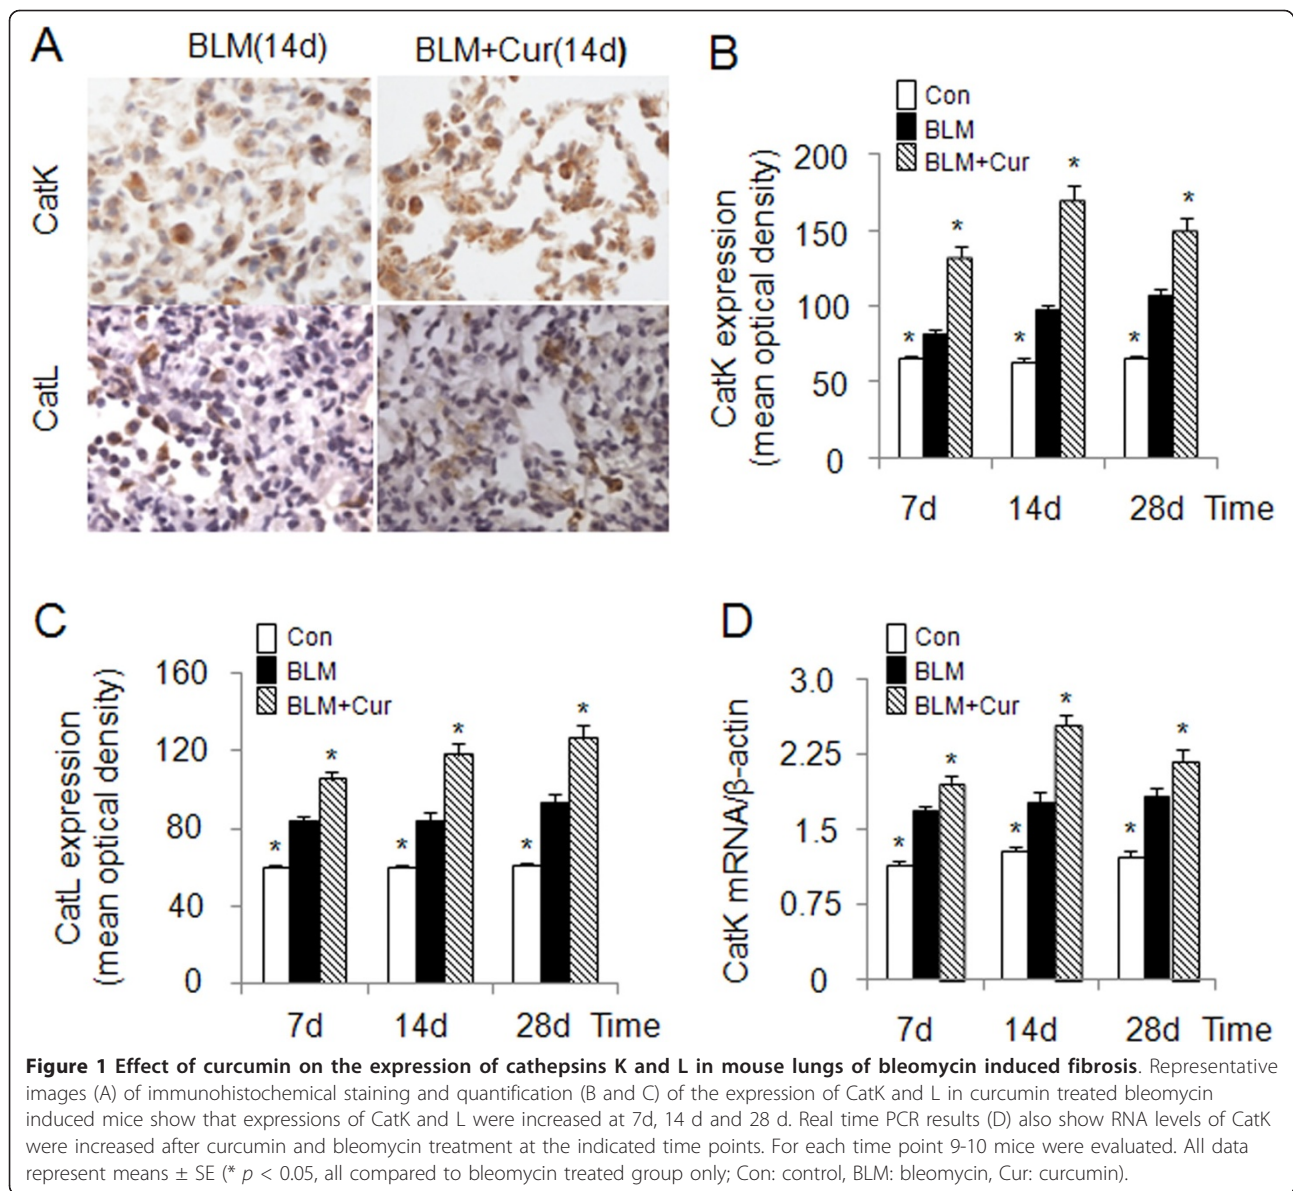 A
BLM(14d)
BLM+Cur(14d)
CatK
CatL
B
Con
BLM
BLM+Cur
CatK expression
(mean optical density)
200
150
100
50
0
* * * * * *
7d 14d 28d Time
C
Con
BLM
BLM+Cur
CatL expression
(mean optical density)
160
120
80
40
0
* * * * * *
7d 14d 28d Time
D
Con
BLM
BLM+Cur
CatK mRNA/β-actin
3.0
2.25
1.5
0.75
0
* * * * * *
7d 14d 28d Time
Figure 1 Effect of curcumin on the expression of cathepsins K and L in mouse lungs of bleomycin induced fibrosis. Representative
images (A) of immunohistochemical staining and quantification (B and C) of the expression of CatK and L in curcumin treated bleomycin
induced mice show that expressions of CatK and L were increased at 7d, 14 d and 28 d. Real time PCR results (D) also show RNA levels of CatK
were increased after curcumin and bleomycin treatment at the indicated time points. For each time point 9-10 mice were evaluated. All data
represent means ± SE (* p < 0.05, all compared to bleomycin treated group only; Con: control, BLM: bleomycin, Cur: curcumin).